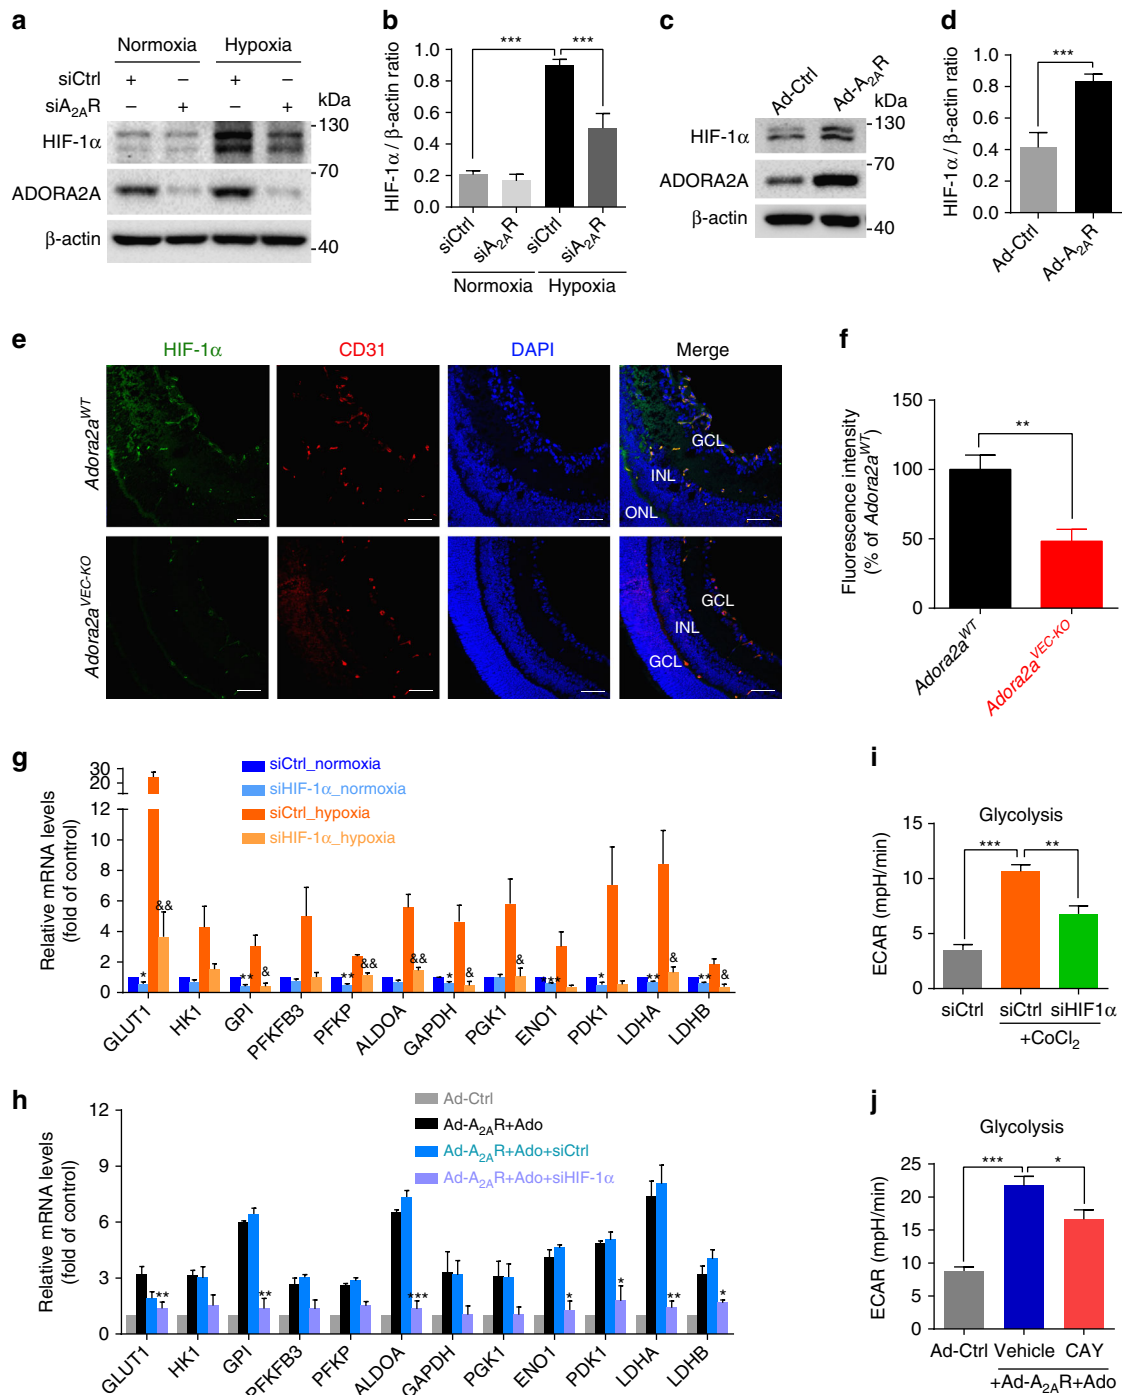 a
Normoxia Hypoxia
siCtrl + – + –
siA2AR – + – + kDa
HIF-1α -130
-70
ADORA2A
β-actin -40
b
*** ***
HIF-1α / β-actin ratio
1.0
0.8
0.6
0.4
0.2
0.0
siCtrl siA2AR siCtrl siA2AR
Normoxia Hypoxia
c
Ad-Ctrl Ad-A2AR
kDa
HIF-1α -130
-70
ADORA2A
β-actin -40
d
***
HIF-1α / β-actin ratio
1.0
0.8
0.6
0.4
0.2
0.0
Ad-Ctrl Ad-A2AR
e
HIF-1α CD31 DAPI Merge
Adora2aWT
GCL
INL
ONL
Adora2aVEC-KO
GCL
INL
GCL
f
Fluorescence intensity
(% of Adora2aWT)
150
100
50
0
**
Adora2aWT Adora2aVEC-KO
g
Relative mRNA levels
(fold of control)
30
20
12
10
8
6
4
2
0
siCtrl_normoxia
siHIF-1α_normoxia
siCtrl_hypoxia
siHIF-1α_hypoxia
* && ** & ** && && * & & *** * ** & ** &
GLUT1 HK1 GPI PFKFB3 PFKP ALDOA GAPDH PGK1 ENO1 PDK1 LDHA LDHB
h
Relative mRNA levels
(fold of control)
12
9
6
3
0
Ad-Ctrl
Ad-A2AR+Ado
Ad-A2AR+Ado+siCtrl
Ad-A2AR+Ado+siHIF-1α
** ** *** * * ** *
GLUT1 HK1 GPI PFKFB3 PFKP ALDOA GAPDH PGK1 ENO1 PDK1 LDHA LDHB
i
Glycolysis
ECAR (mpH/min)
15
10
5
0
*** **
siCtrl siCtrl siHIF1α
+CoCl2
j
Glycolysis
ECAR (mpH/min)
25
20
15
10
5
0
*** *
Ad-Ctrl Vehicle CAY
+Ad-A2AR+Ado